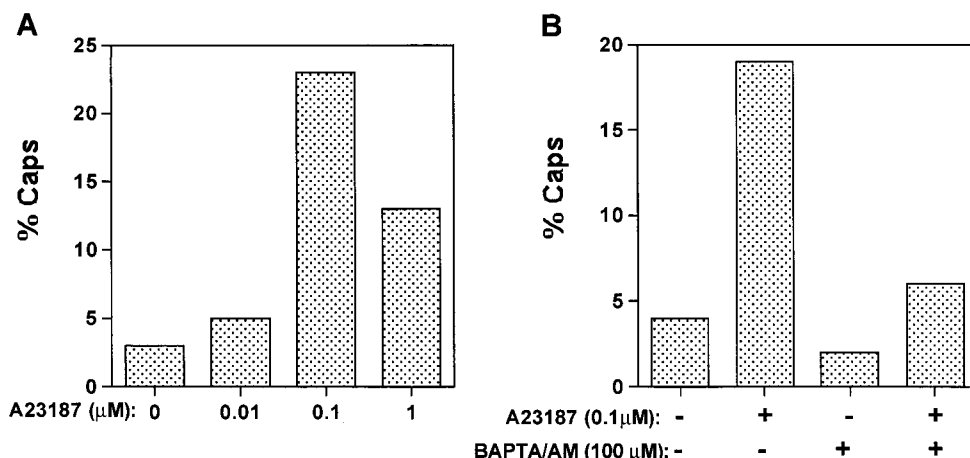 A
25
20
15
10
5
0
% Caps
A23187 (μM): 0 0.01 0.1 1
B
20
15
10
5
0
% Caps
A23187 (0.1μM): - + - +
BAPTA/AM (100 μM): - - + +